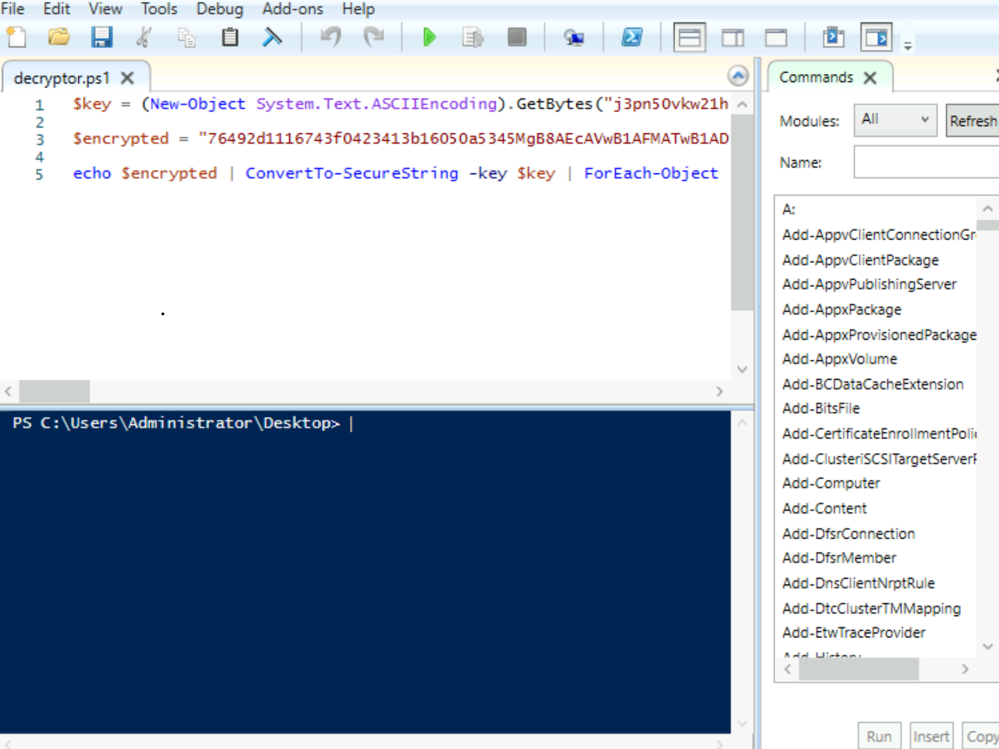 File Edit View Tools Debug Add-ons Help
decryptor.ps1
1 $key = (New-Object System.Text.ASCIIEncoding).GetBytes("j3pn50vkw21h
2
3 $encrypted = "76492d1116743f0423413b16050a5345MgB8AEcAVwB1AFMATwB1AD
4
5 echo $encrypted | ConvertTo-SecureString -key $key | ForEach-Object
PS C:\Users\Administrator\Desktop>
Commands
Modules: All Refresh
Name:
A:
Add-AppvClientConnectionGr
Add-AppvClientPackage
Add-AppvPublishingServer
Add-AppxPackage
Add-AppxProvisionedPackage
Add-AppxVolume
Add-BCDataCacheExtension
Add-BitsFile
Add-CertificateEnrollmentPoli
Add-ClusteriSCSITargetServer
Add-Computer
Add-Content
Add-DfsrConnection
Add-DfsrMember
Add-DnsClientNrptRule
Add-DtcClusterTMMapping
Add-EtwTraceProvider
Add-History
Run Insert Copy